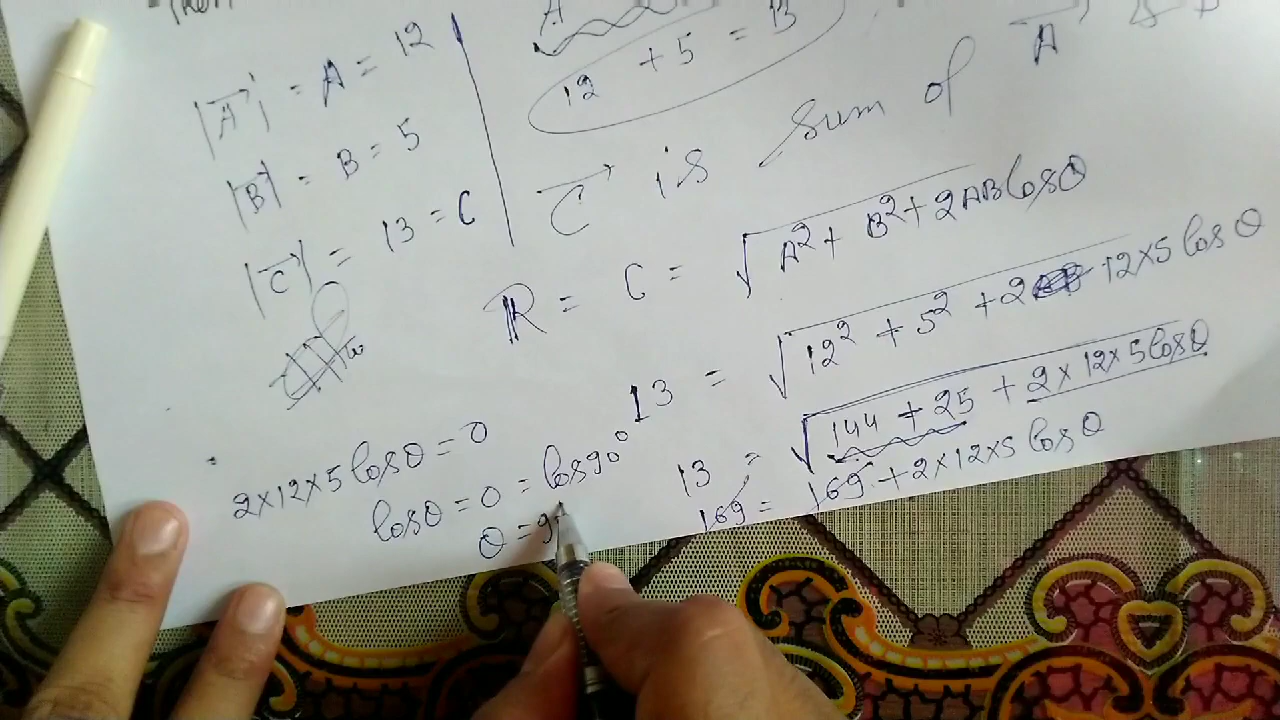 |A⃗| = A = 12
|B⃗| = B = 5
|C⃗| = 13 = C
A
12 + 5 = 13
C⃗ is sum of A⃗
R = C = √A² + B² + 2AB cosθ
13 = √12² + 5² + 2 12×5 cosθ
13 = √144 + 25 + 2×12×5 cosθ
169 = 169 + 2×12×5 cosθ
2×12×5 cosθ = 0
cosθ = 0 = cos90°
θ = 9